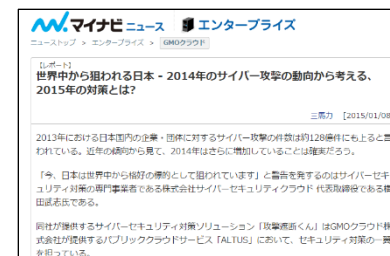 マイナビニュース エンタープライズ
ニューストップ > エンタープライズ > GMOクラウド
[レポート]
世界中から狙われる日本 - 2014年のサイバー攻撃の動向から考える、
2015年の対策とは?
三馬力 [2015/01/08
2013年における日本国内の企業・団体に対するサイバー攻撃の件数は約128億件にも上ると言
われている。近年の傾向から見て、2014年はさらに増加していることは確実だろう。
「今、日本は世界中から格好の標的として狙われています」と警告を発するのはサイバーセキ
ュリティ対策の専門事業者である株式会社サイバーセキュリティクラウド 代表取締役である横
田武志氏である。
同社が提供するサイバーセキュリティ対策ソリューション「攻撃遮断くん」はGMOクラウド株
式会社が提供するパブリッククラウドサービス「ALTUS」において、セキュリティ対策の一翼
を担っている。